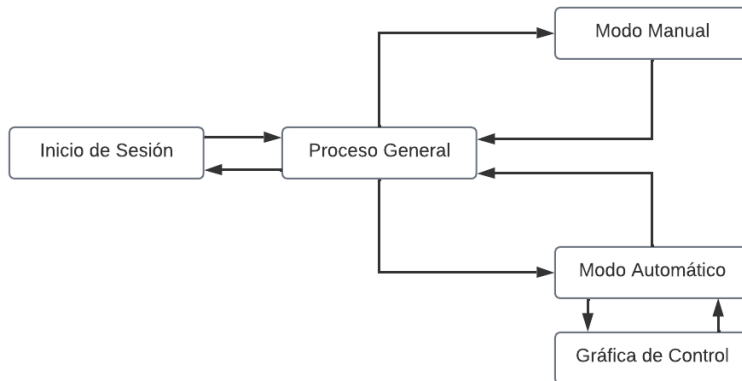 Modo Manual
Inicio de Sesión
Proceso General
Modo Automático
Gráfica de Control